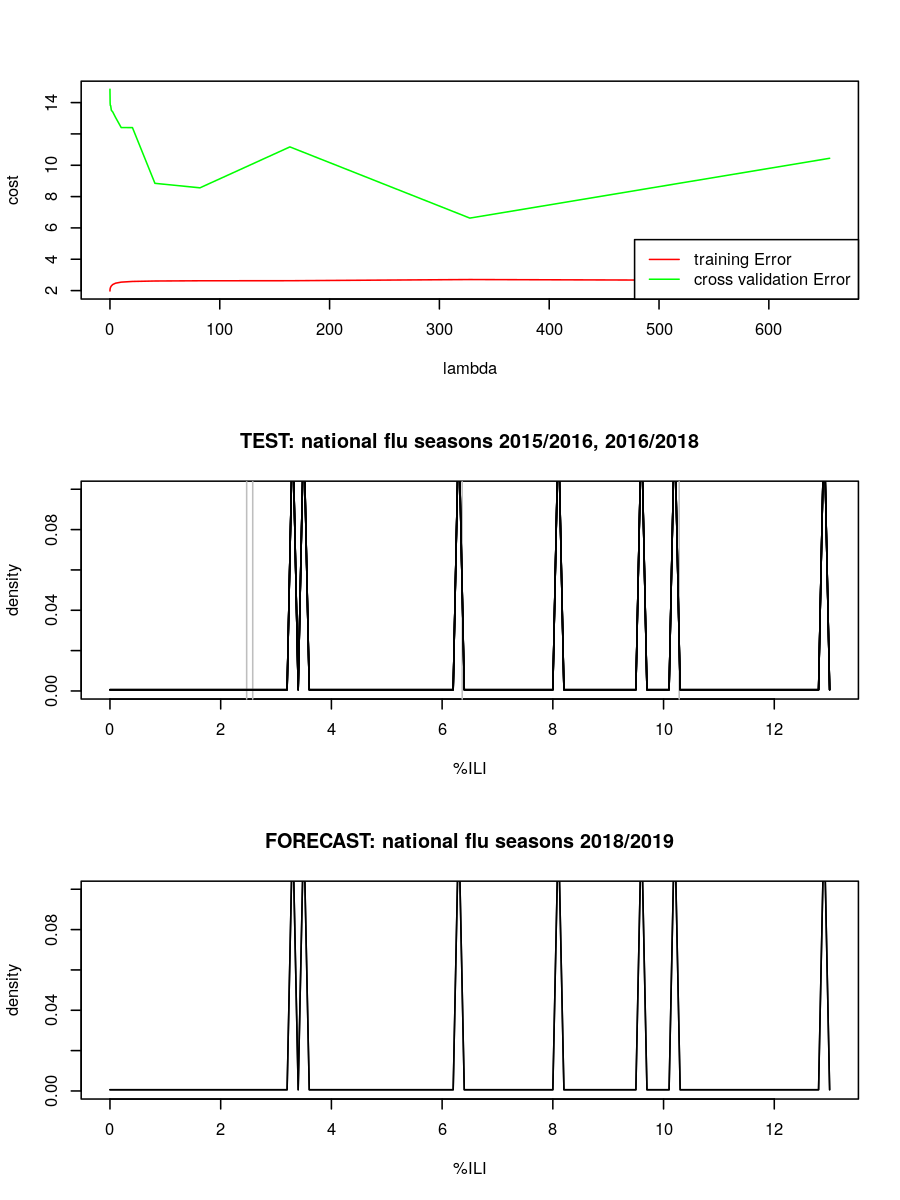 14
10
8
6
4
2
cost
training Error
cross validation Error
0 100 200 300 400 500 600
lambda
TEST: national flu seasons 2015/2016, 2016/2018
0.08
0.04
0.00
density
0 2 4 6 8 10 12
%ILI
FORECAST: national flu seasons 2018/2019
0.08
0.04
0.00
density
0 2 4 6 8 10 12
%ILI